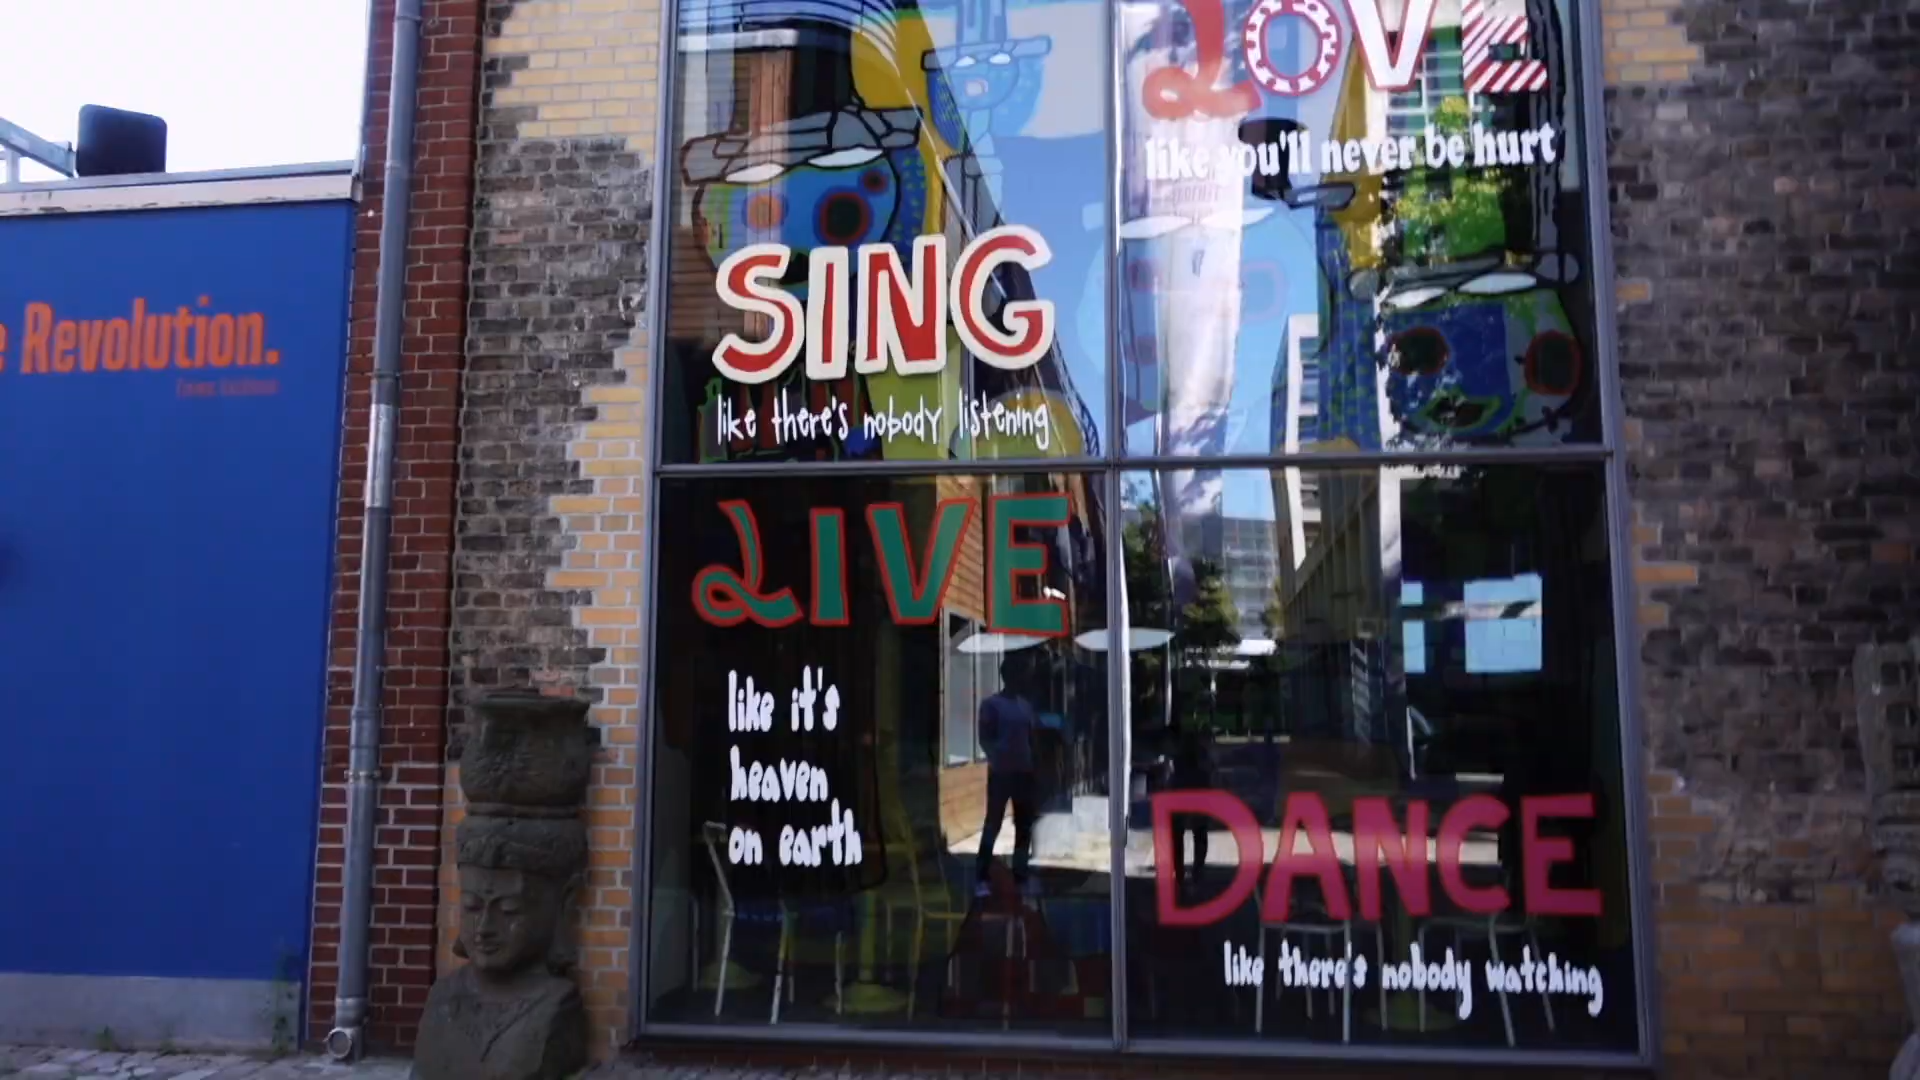 Revolution.
LOVE
like you'll never be hurt
SING
like there's nobody listening
LIVE
like it's
heaven
on earth
DANCE
like there's nobody watching